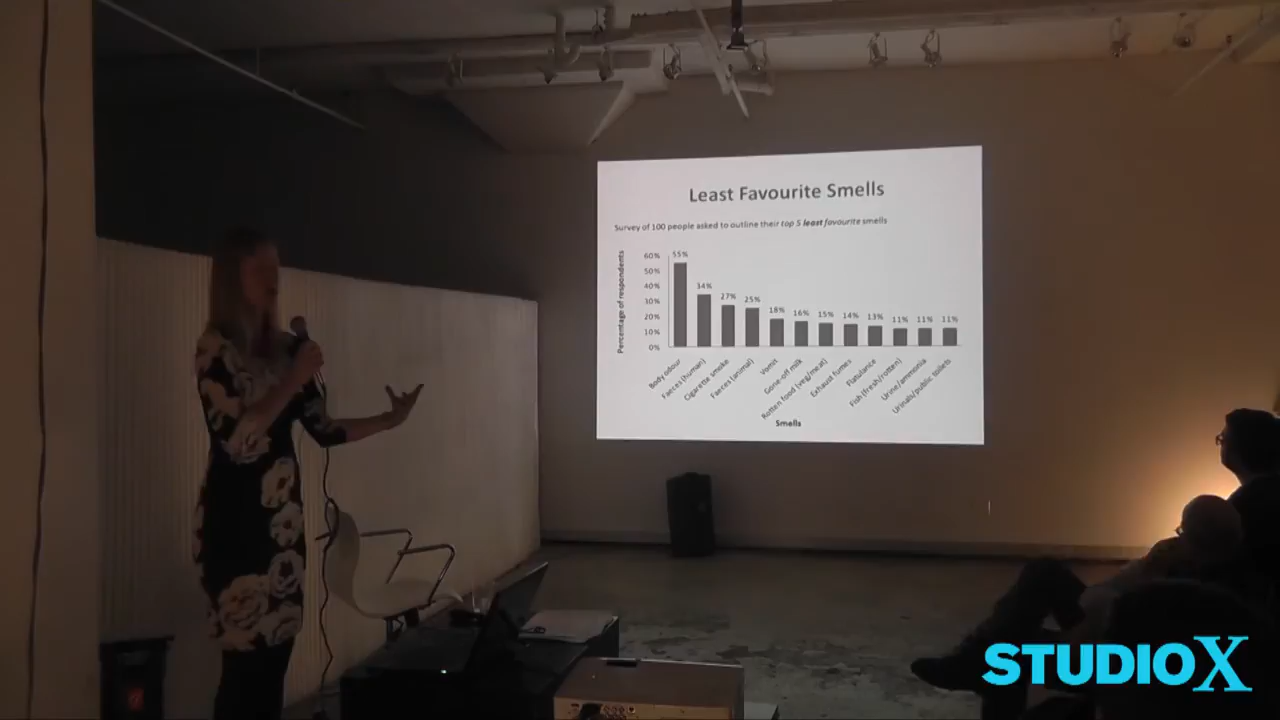 Least Favourite Smells
Survey of 100 people asked to outline their top 5 least favourite smells
Percentage of respondents
60%
50%
40%
30%
20%
10%
0%
55%
34%
27%
25%
18%
16%
15%
14%
13%
11%
11%
11%
Body odour
Faeces (human)
Cigarette smoke
Faeces (animal)
Vomit
Gone-off milk
Rotten food (veg/meat)
Exhaust fumes
Flatulance
Fish (fresh/rotten)
Urine/ammonia
Urinals/public toilets
Smells
STUDIOX